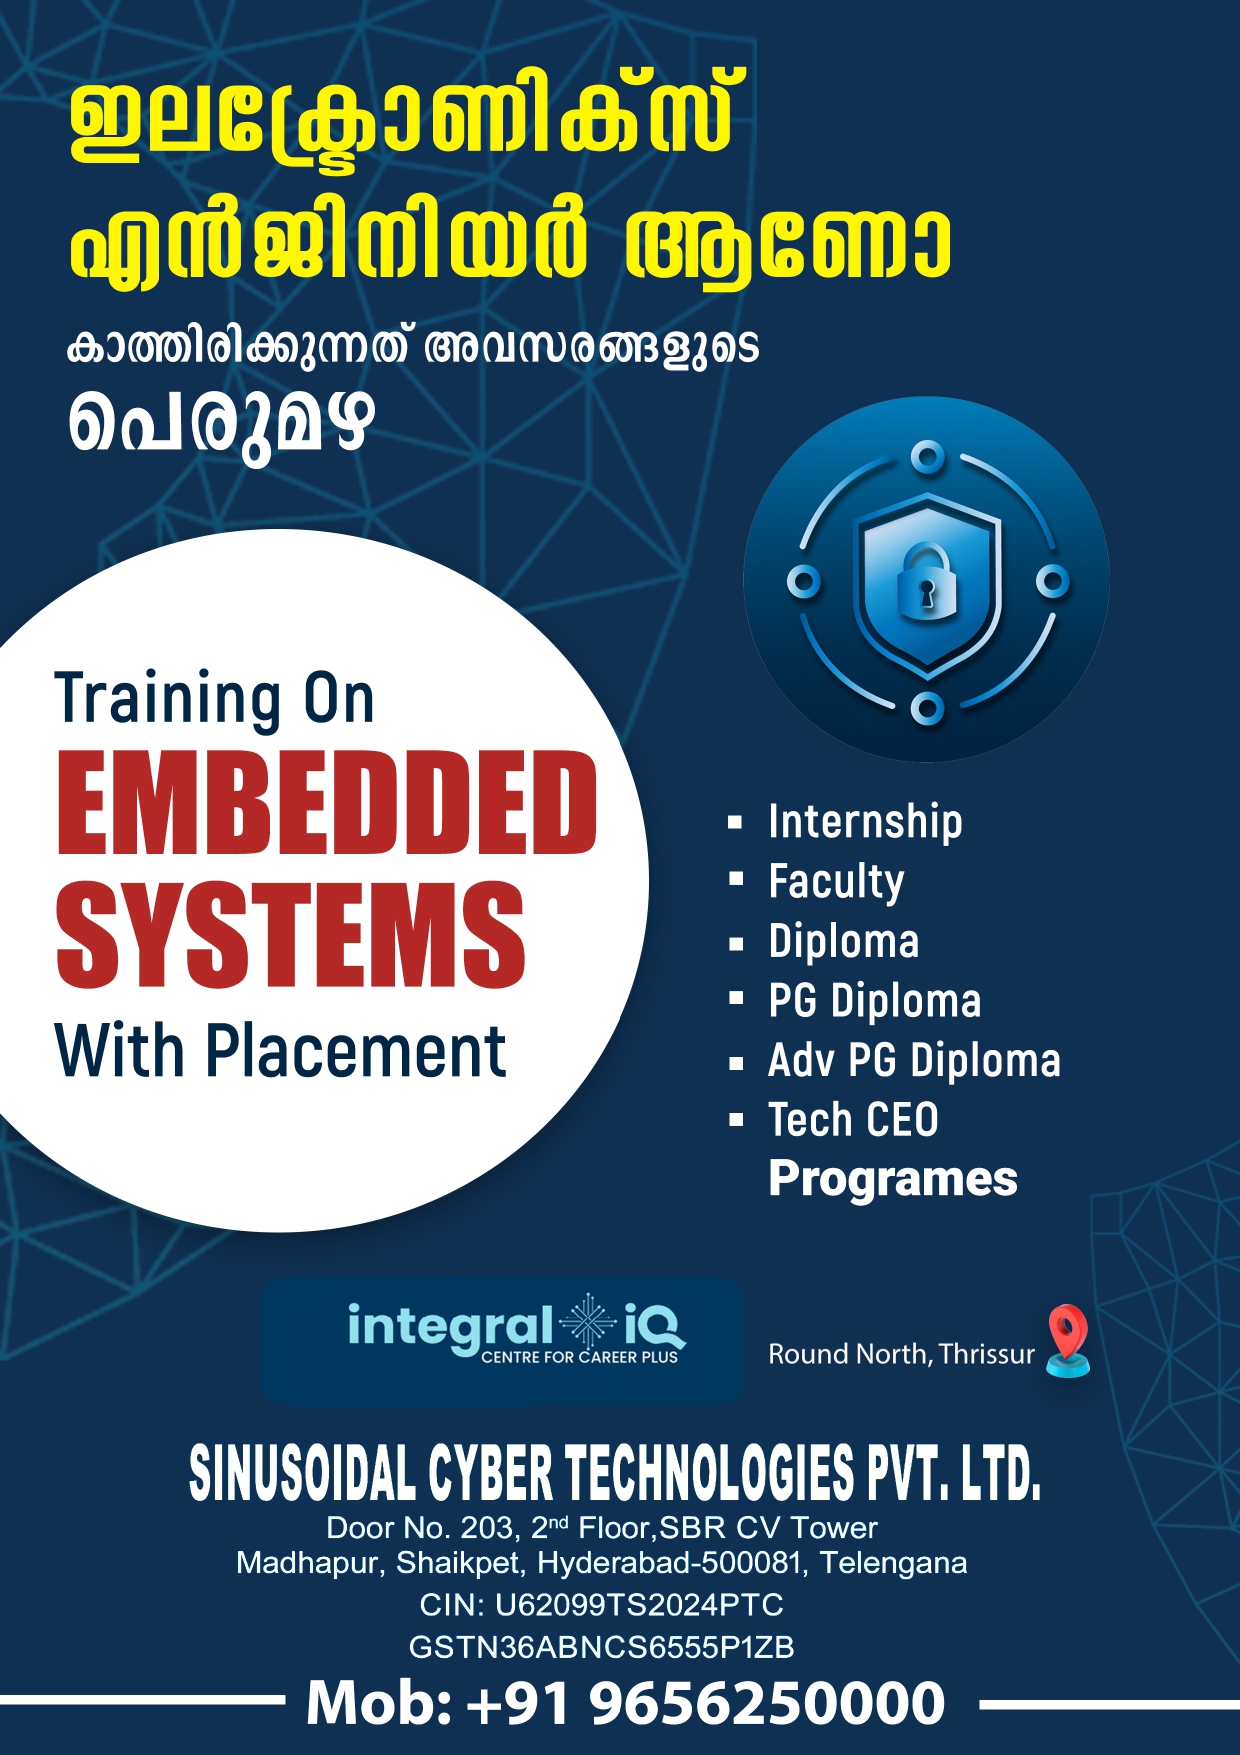 ഇലക്ട്രോണിക്സ്
എൻജിനിയർ ആണോ
കാത്തിരിക്കുന്നത് അവസരങ്ങളുടെ
പെരുമഴ
Training On
EMBEDDED
SYSTEMS
With Placement
▪ Internship
▪ Faculty
▪ Diploma
▪ PG Diploma
▪ Adv PG Diploma
▪ Tech CEO
Programes
integral iQ
CENTRE FOR CAREER PLUS
Round North, Thrissur
SINUSOIDAL CYBER TECHNOLOGIES PVT. LTD.
Door No. 203, 2nd Floor,SBR CV Tower
Madhapur, Shaikpet, Hyderabad-500081, Telengana
CIN: U62099TS2024PTC
GSTN36ABNCS6555P1ZB
Mob: +91 9656250000